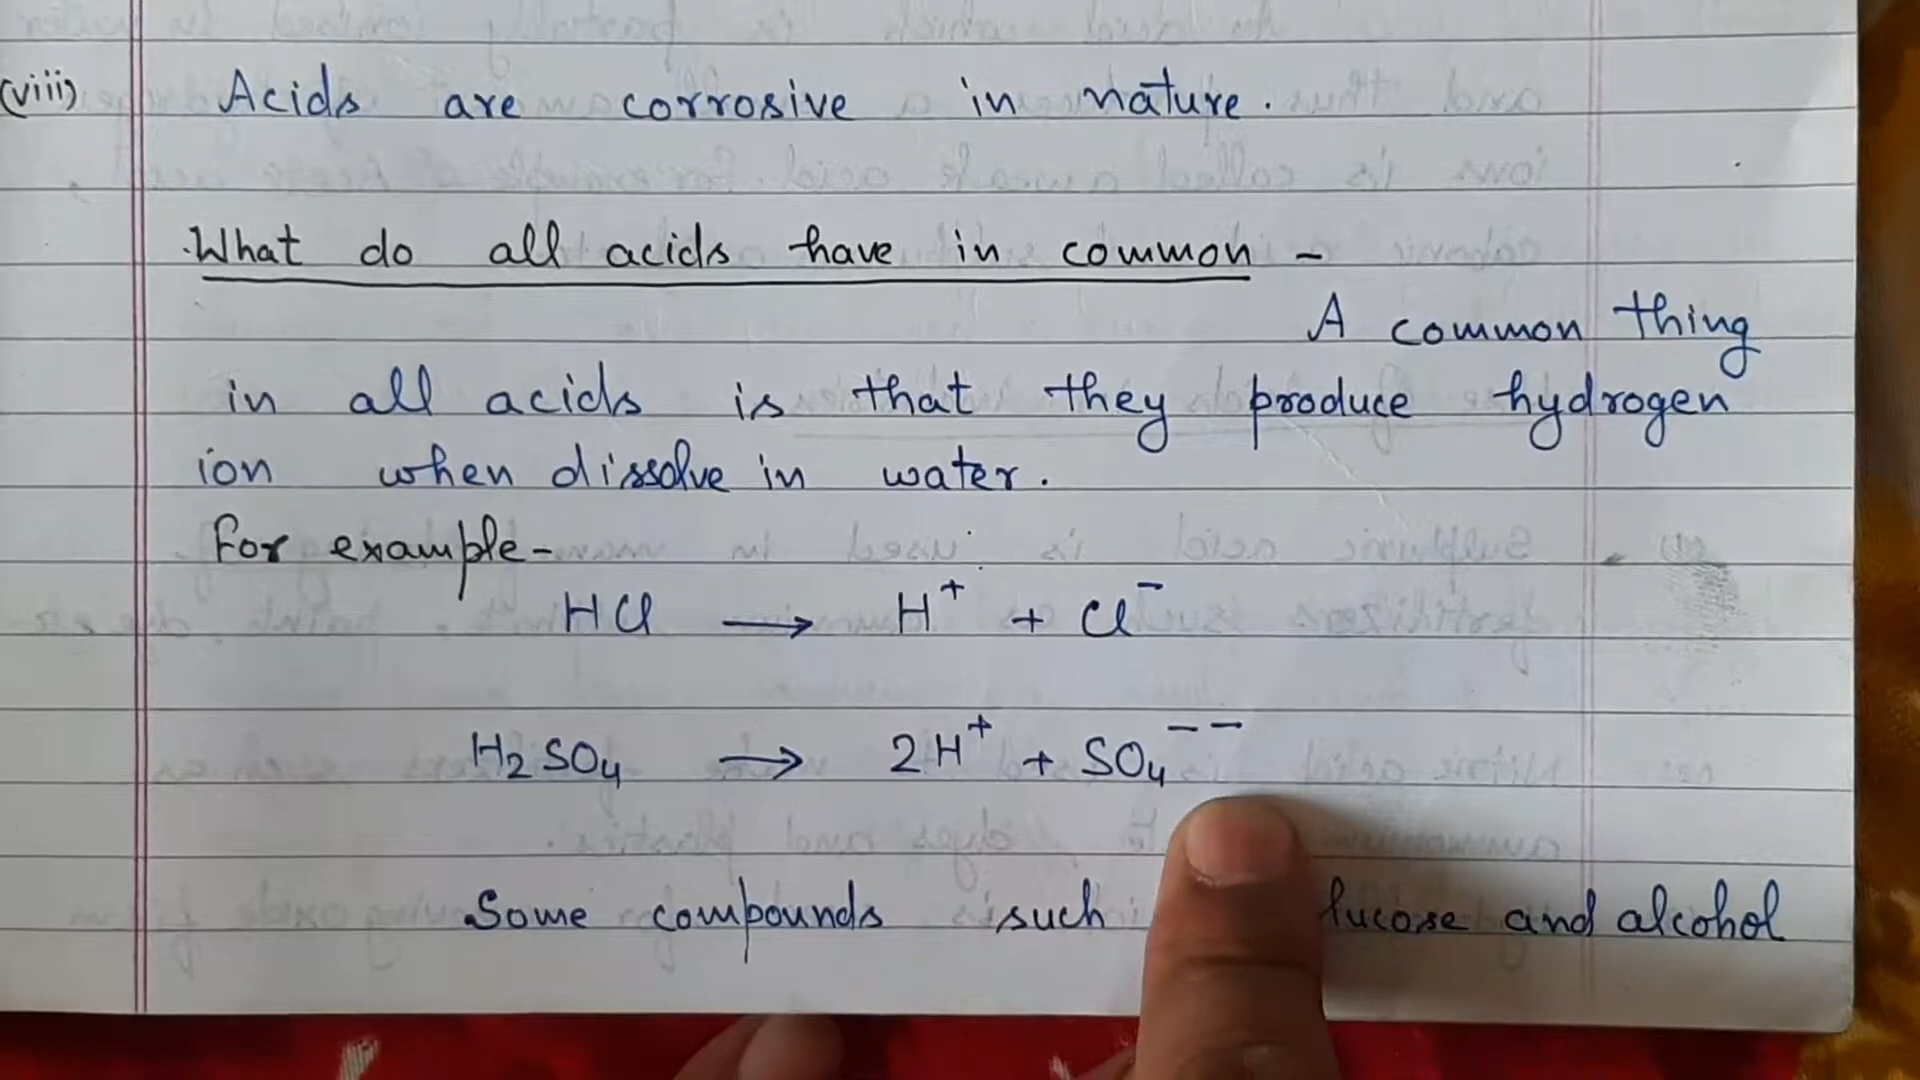 (viii) Acids are corrosive in nature.
What do all acids have in common -
A common thing
in all acids is that they produce hydrogen
ion when dissolve in water.
For example-
HCl → H⁺ + Cl⁻
H₂SO₄ → 2H⁺ + SO₄⁻⁻
Some compounds such lucose and alcohol